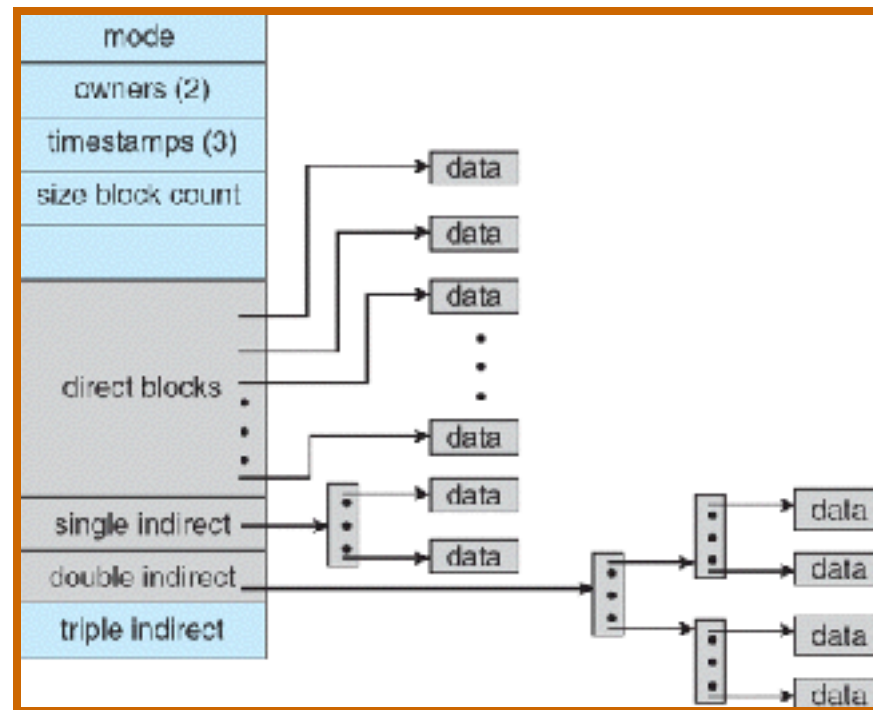 mode
owners (2)
timestamps (3)
size block count
direct blocks
single indirect
double indirect
triple indirect
data
data
data
data
data
data
data
data
data
data